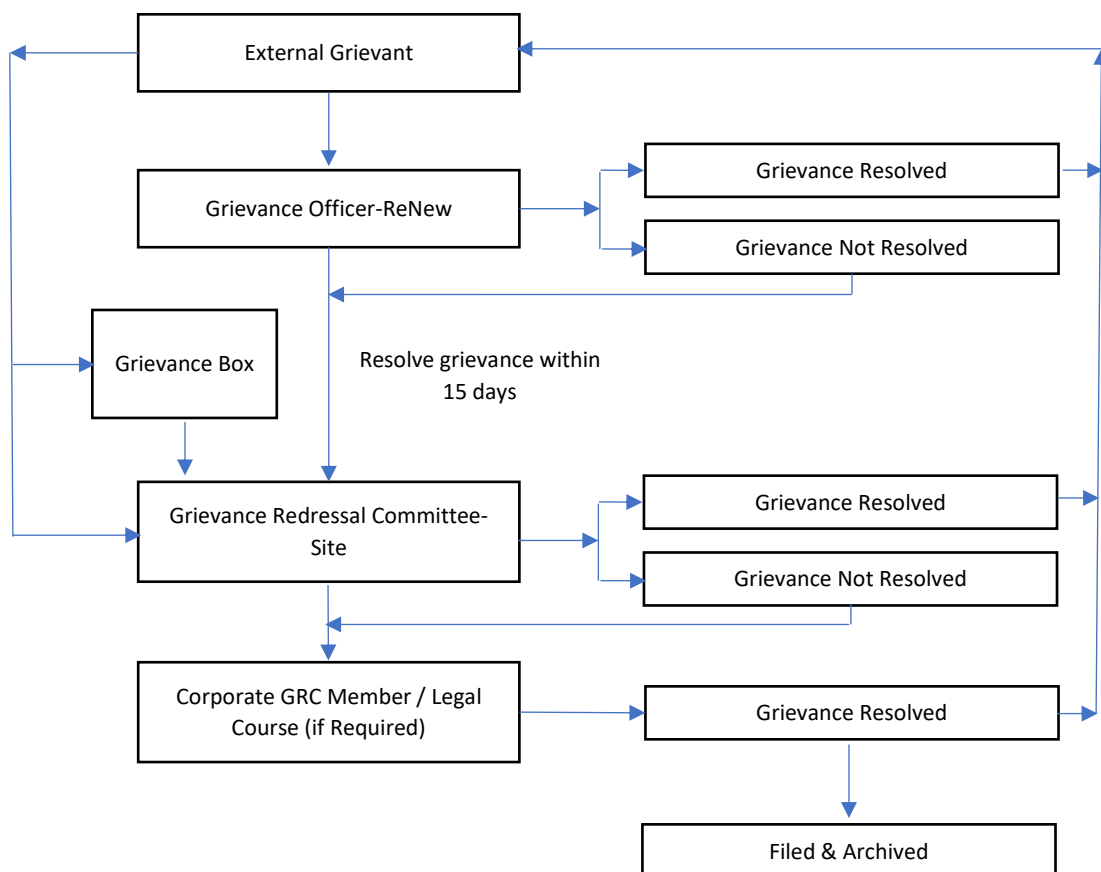 External Grievant
Grievance Resolved
Grievance Officer-ReNew
Grievance Not Resolved
Grievance Box
Resolve grievance within
15 days
Grievance Resolved
Grievance Redressal Committee-
Site
Grievance Not Resolved
Corporate GRC Member / Legal
Course (if Required)
Grievance Resolved
Filed & Archived